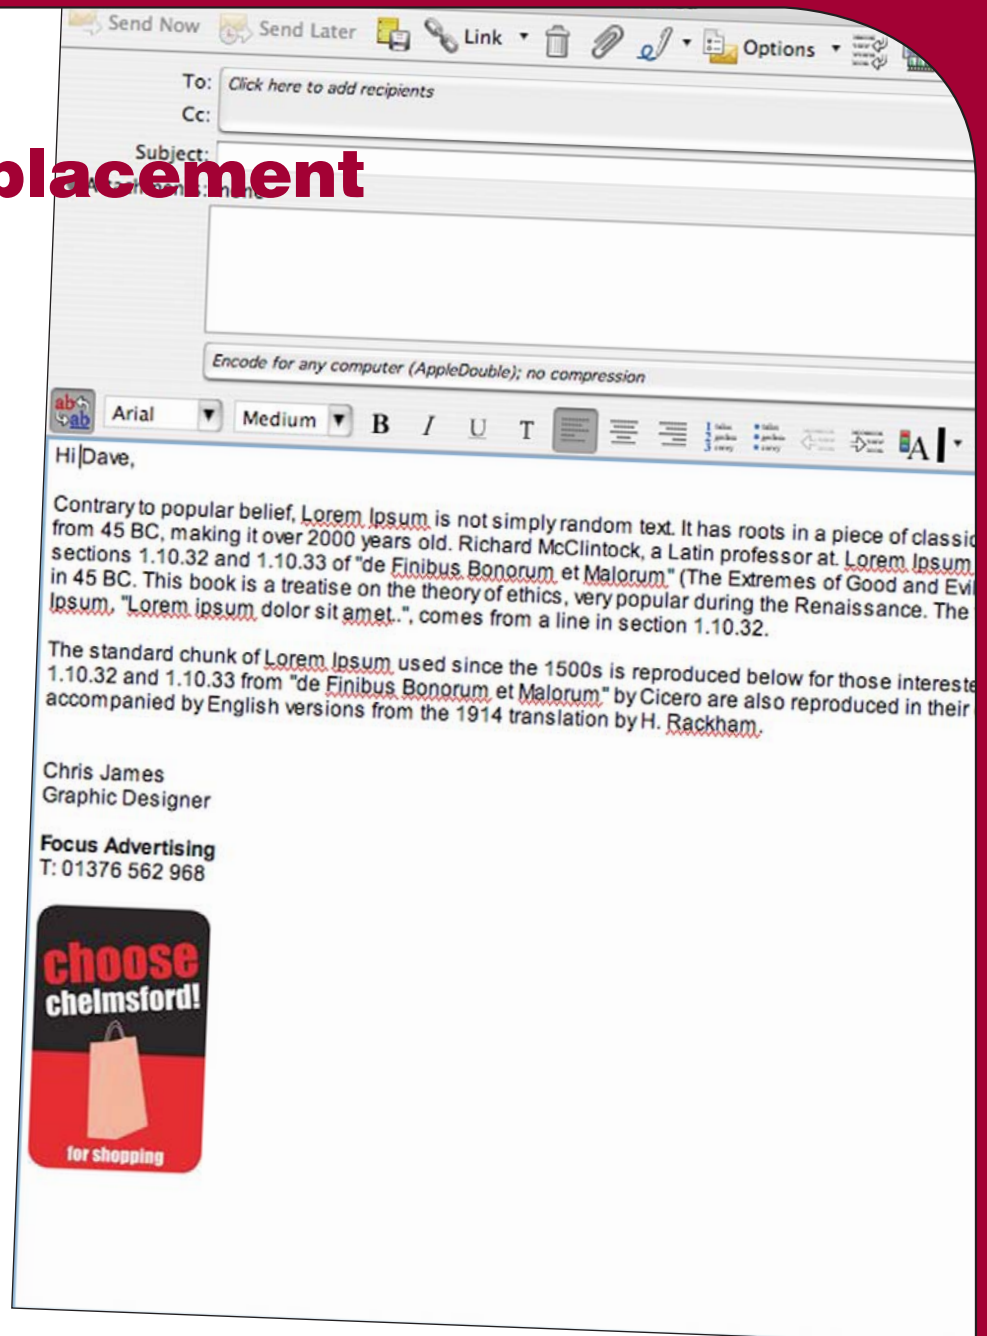 Send Now Send Later Link Options
To: Click here to add recipients
Cc:
Subject:
placement
Attachments: none
Encode for any computer (AppleDouble); no compression
Arial Medium B I U T A
Hi Dave,
Contrary to popular belief, Lorem Ipsum is not simply random text. It has roots in a piece of classic
from 45 BC, making it over 2000 years old. Richard McClintock, a Latin professor at. Lorem Ipsum
sections 1.10.32 and 1.10.33 of "de Finibus Bonorum et Malorum" (The Extremes of Good and Evil
in 45 BC. This book is a treatise on the theory of ethics, very popular during the Renaissance. The
Ipsum, "Lorem ipsum dolor sit amet..", comes from a line in section 1.10.32.
The standard chunk of Lorem Ipsum used since the 1500s is reproduced below for those intereste
1.10.32 and 1.10.33 from "de Finibus Bonorum et Malorum" by Cicero are also reproduced in their
accompanied by English versions from the 1914 translation by H. Rackham.
Chris James
Graphic Designer
Focus Advertising
T: 01376 562 968
choose
chelmsford!
for shopping